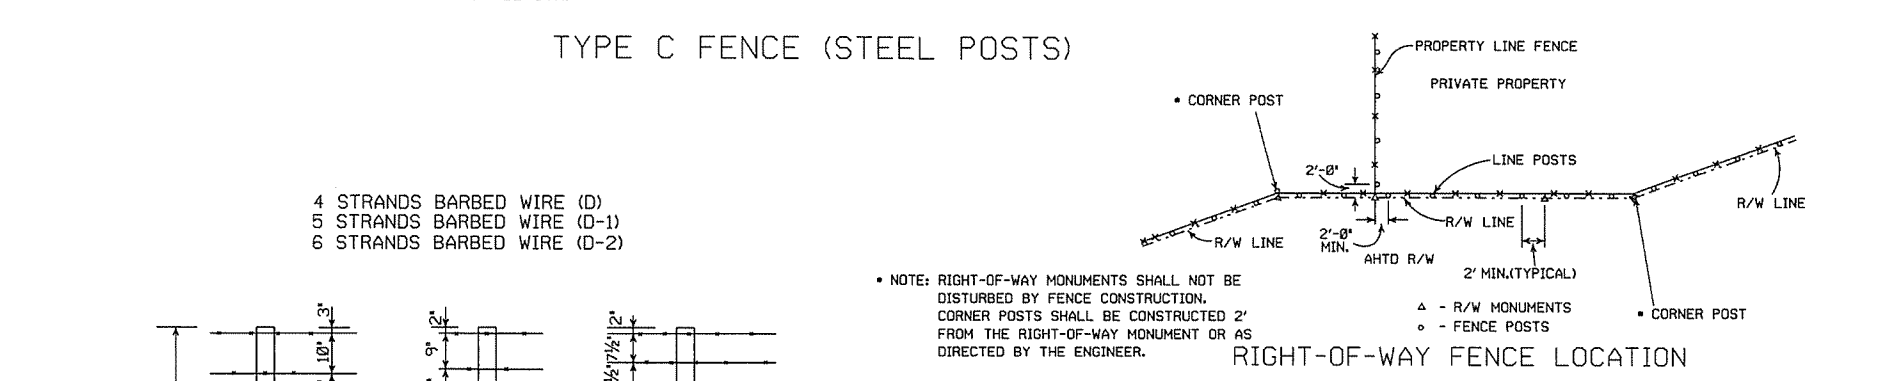 TYPE C FENCE (STEEL POSTS)
PROPERTY LINE FENCE
PRIVATE PROPERTY
* CORNER POST
LINE POSTS
2'-0"
R/W LINE
R/W LINE
R/W LINE
2'-0"
MIN.
AHTD R/W
2' MIN.(TYPICAL)
4 STRANDS BARBED WIRE (D)
5 STRANDS BARBED WIRE (D-1)
6 STRANDS BARBED WIRE (D-2)
* NOTE: RIGHT-OF-WAY MONUMENTS SHALL NOT BE
DISTURBED BY FENCE CONSTRUCTION.
CORNER POSTS SHALL BE CONSTRUCTED 2'
FROM THE RIGHT-OF-WAY MONUMENT OR AS
DIRECTED BY THE ENGINEER.
△ - R/W MONUMENTS
○ - FENCE POSTS
* CORNER POST
RIGHT-OF-WAY FENCE LOCATION
3"
10"
2"
9"
2"
7½"